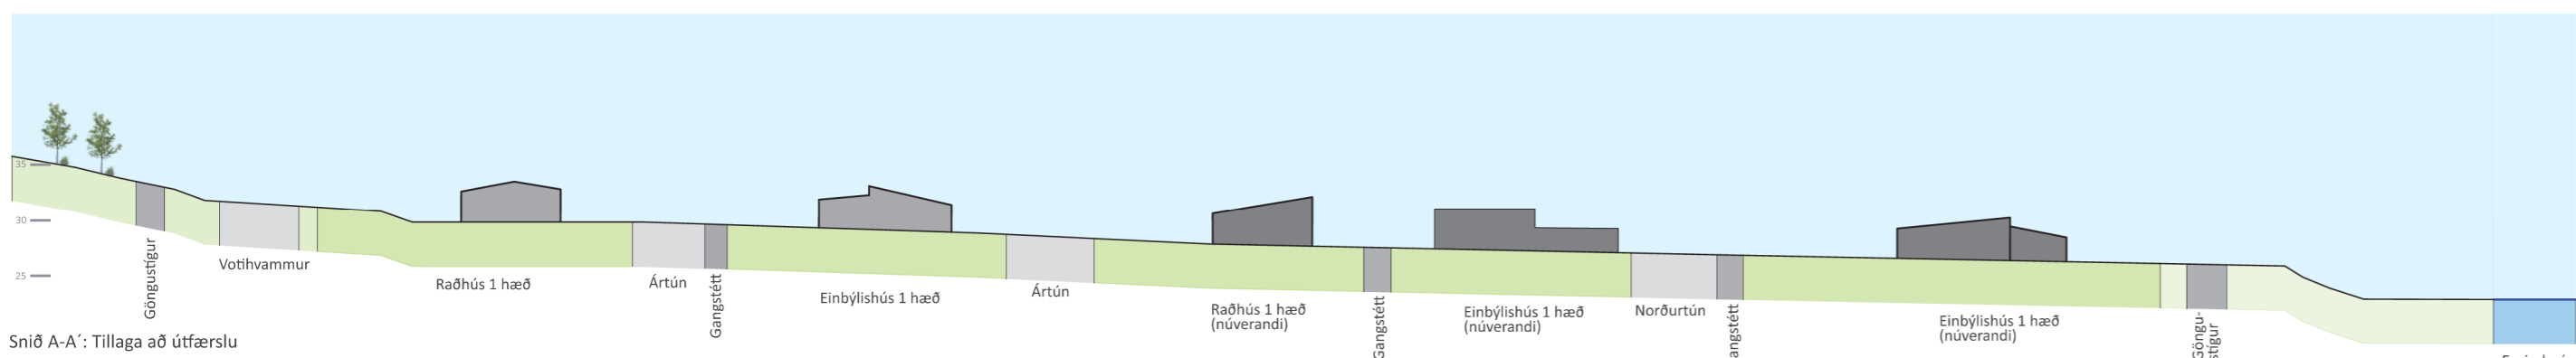 35
30
25
Göngustígur
Votihvammur
Raðhús 1 hæð
Ártún
Gangstétt
Einbýlishús 1 hæð
Ártún
Raðhús 1 hæð
(núverandi)
Gangstétt
Einbýlishús 1 hæð
(núverandi)
Norðurtún
angstétt
Einbýlishús 1 hæð
(núverandi)
Göngu-
stígur
Snið A-A´: Tillaga að útfærslu